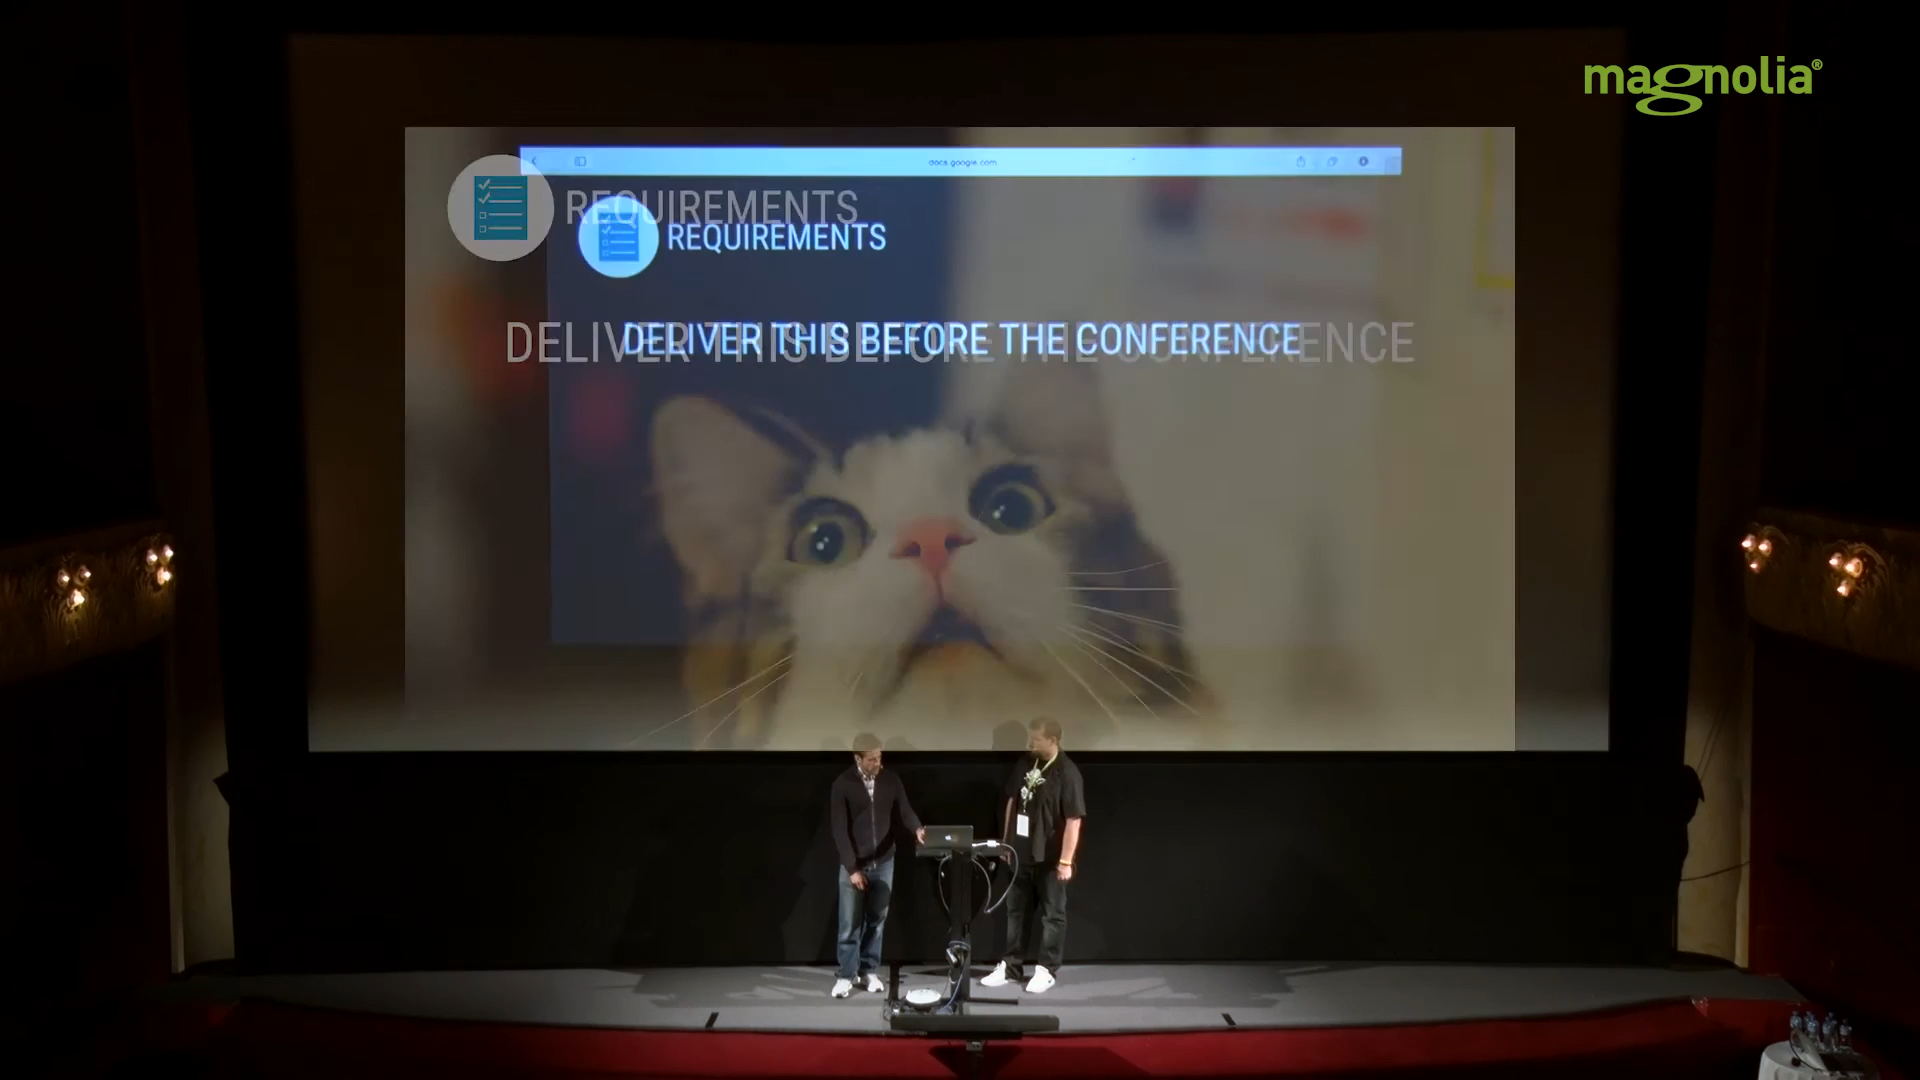 magnolia®
docs.google.com
REQUIREMENTS
REQUIREMENTS
DELIVER THIS BEFORE THE CONFERENCE
DELIVER THIS BEFORE THE CONFERENCE